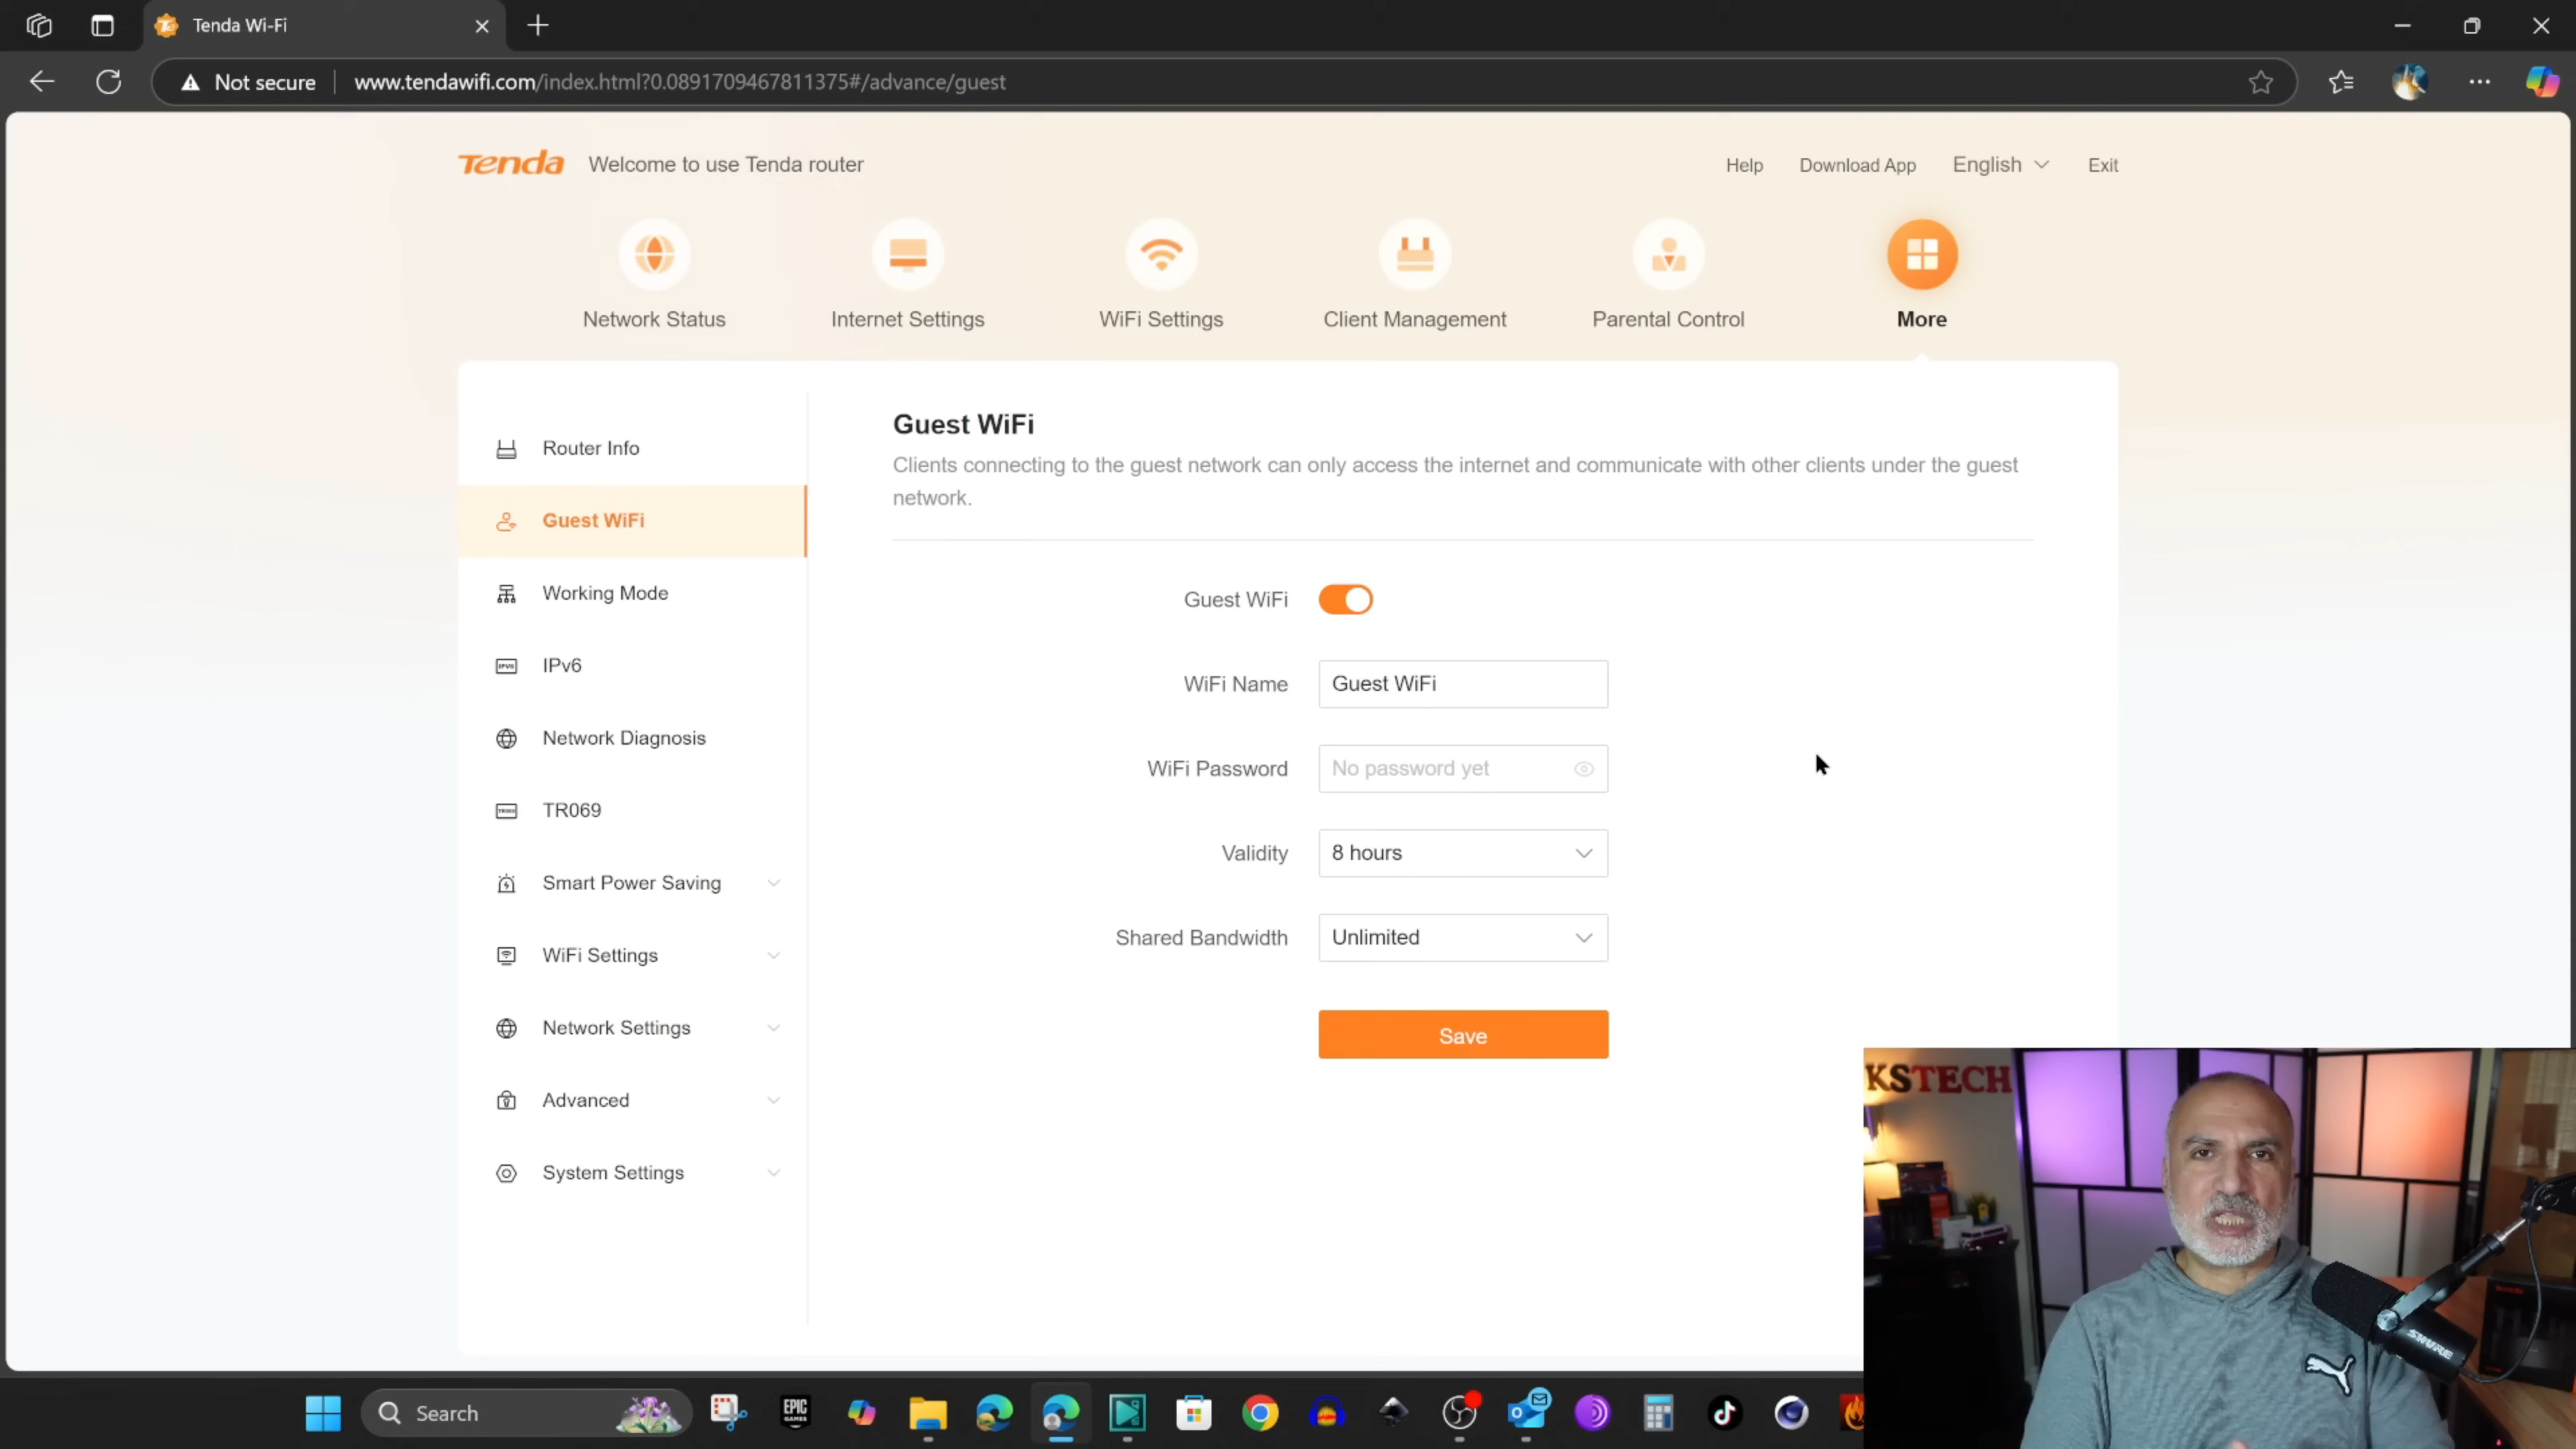 Tenda Wi-Fi
Not secure
www.tendawifi.com/index.html?0.0891709467811375#/advance/guest
Tenda
Welcome to use Tenda router
Help
Download App
English
Exit
Network Status
Internet Settings
WiFi Settings
Client Management
Parental Control
More
Router Info
Guest WiFi
Working Mode
IPv6
Network Diagnosis
TR069
Smart Power Saving
WiFi Settings
Network Settings
Advanced
System Settings
Guest WiFi
Clients connecting to the guest network can only access the internet and communicate with other clients under the guest
network.
Guest WiFi
WiFi Name
Guest WiFi
WiFi Password
No password yet
Validity
8 hours
Shared Bandwidth
Unlimited
Save
KSTECH
SHURE
Search
EPIC
GAMES